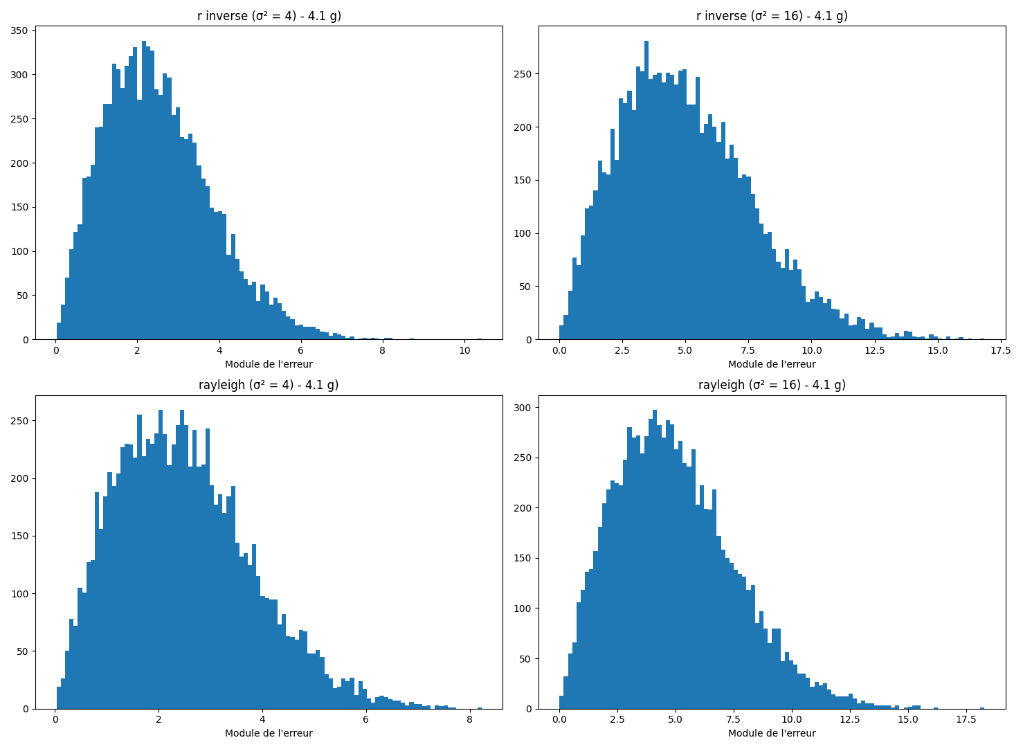 r inverse (σ² = 4) - 4.1 g)
350
300
250
200
150
100
50
0
0 2 4 6 8 10
Module de l'erreur
r inverse (σ² = 16) - 4.1 g)
250
200
150
100
50
0
0.0 2.5 5.0 7.5 10.0 12.5 15.0 17.5
Module de l'erreur
rayleigh (σ² = 4) - 4.1 g)
250
200
150
100
50
0
0 2 4 6 8
Module de l'erreur
rayleigh (σ² = 16) - 4.1 g)
300
250
200
150
100
50
0
0.0 2.5 5.0 7.5 10.0 12.5 15.0 17.5
Module de l'erreur